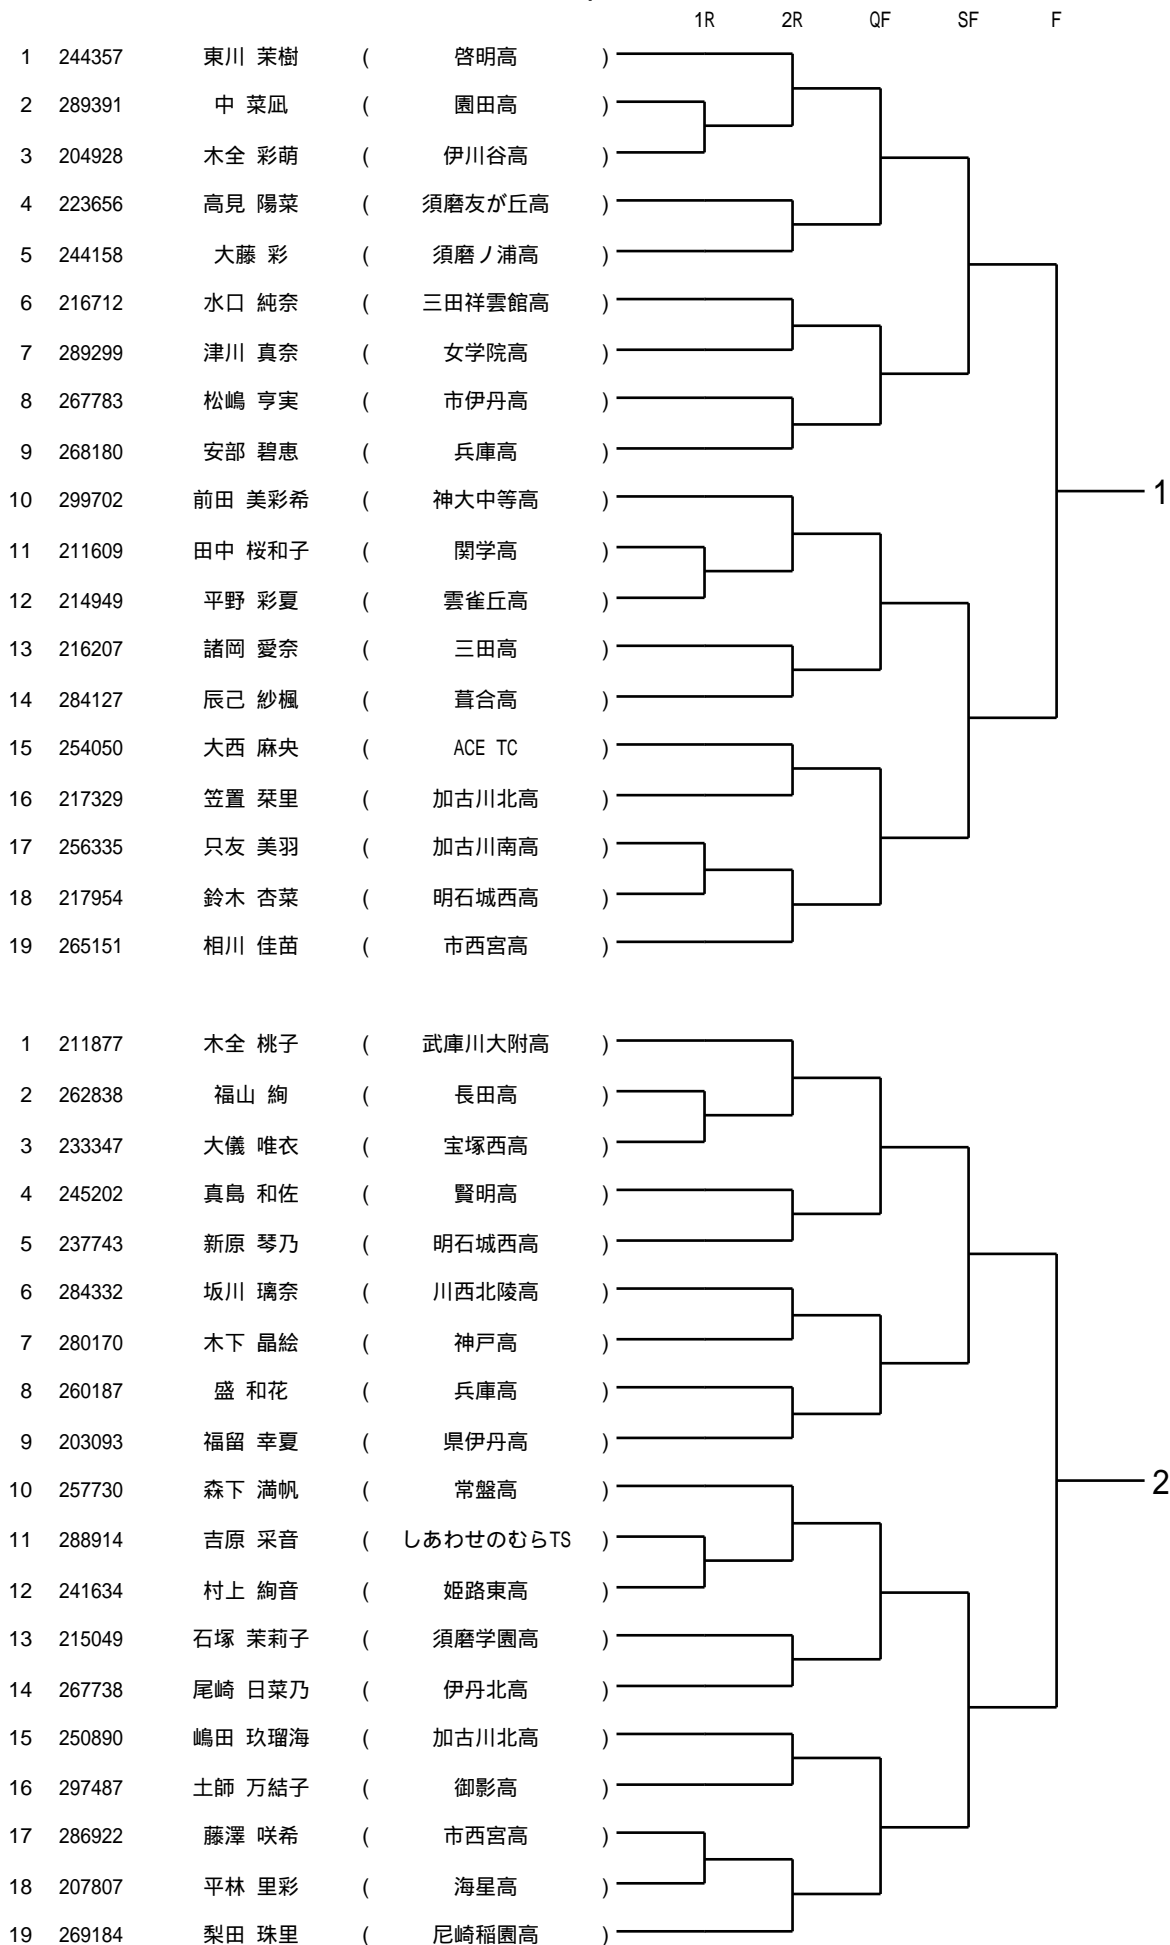 1R 2R QF SF F
1 244357 東川 茉樹 ( 啓明高 )
2 289391 中 菜凪 ( 園田高 )
3 204928 木全 彩萌 ( 伊川谷高 )
4 223656 高見 陽菜 ( 須磨友が丘高 )
5 244158 大藤 彩 ( 須磨ノ浦高 )
6 216712 水口 純奈 ( 三田祥雲館高 )
7 289299 津川 真奈 ( 女学院高 )
8 267783 松嶋 亨実 ( 市伊丹高 )
9 268180 安部 碧恵 ( 兵庫高 )
10 299702 前田 美彩希 ( 神大中等高 )
1
11 211609 田中 桜和子 ( 関学高 )
12 214949 平野 彩夏 ( 雲雀丘高 )
13 216207 諸岡 愛奈 ( 三田高 )
14 284127 辰己 紗楓 ( 葺合高 )
15 254050 大西 麻央 ( ACE TC )
16 217329 笠置 栞里 ( 加古川北高 )
17 256335 只友 美羽 ( 加古川南高 )
18 217954 鈴木 杏菜 ( 明石城西高 )
19 265151 相川 佳苗 ( 市西宮高 )
1 211877 木全 桃子 ( 武庫川大附高 )
2 262838 福山 絢 ( 長田高 )
3 233347 大儀 唯衣 ( 宝塚西高 )
4 245202 真島 和佐 ( 賢明高 )
5 237743 新原 琴乃 ( 明石城西高 )
6 284332 坂川 璃奈 ( 川西北陵高 )
7 280170 木下 晶絵 ( 神戸高 )
8 260187 盛 和花 ( 兵庫高 )
9 203093 福留 幸夏 ( 県伊丹高 )
10 257730 森下 満帆 ( 常盤高 )
2
11 288914 吉原 采音 ( しあわせのむらTS )
12 241634 村上 絢音 ( 姫路東高 )
13 215049 石塚 茉莉子 ( 須磨学園高 )
14 267738 尾崎 日菜乃 ( 伊丹北高 )
15 250890 嶋田 玖瑠海 ( 加古川北高 )
16 297487 土師 万結子 ( 御影高 )
17 286922 藤澤 咲希 ( 市西宮高 )
18 207807 平林 里彩 ( 海星高 )
19 269184 梨田 珠里 ( 尼崎稲園高 )